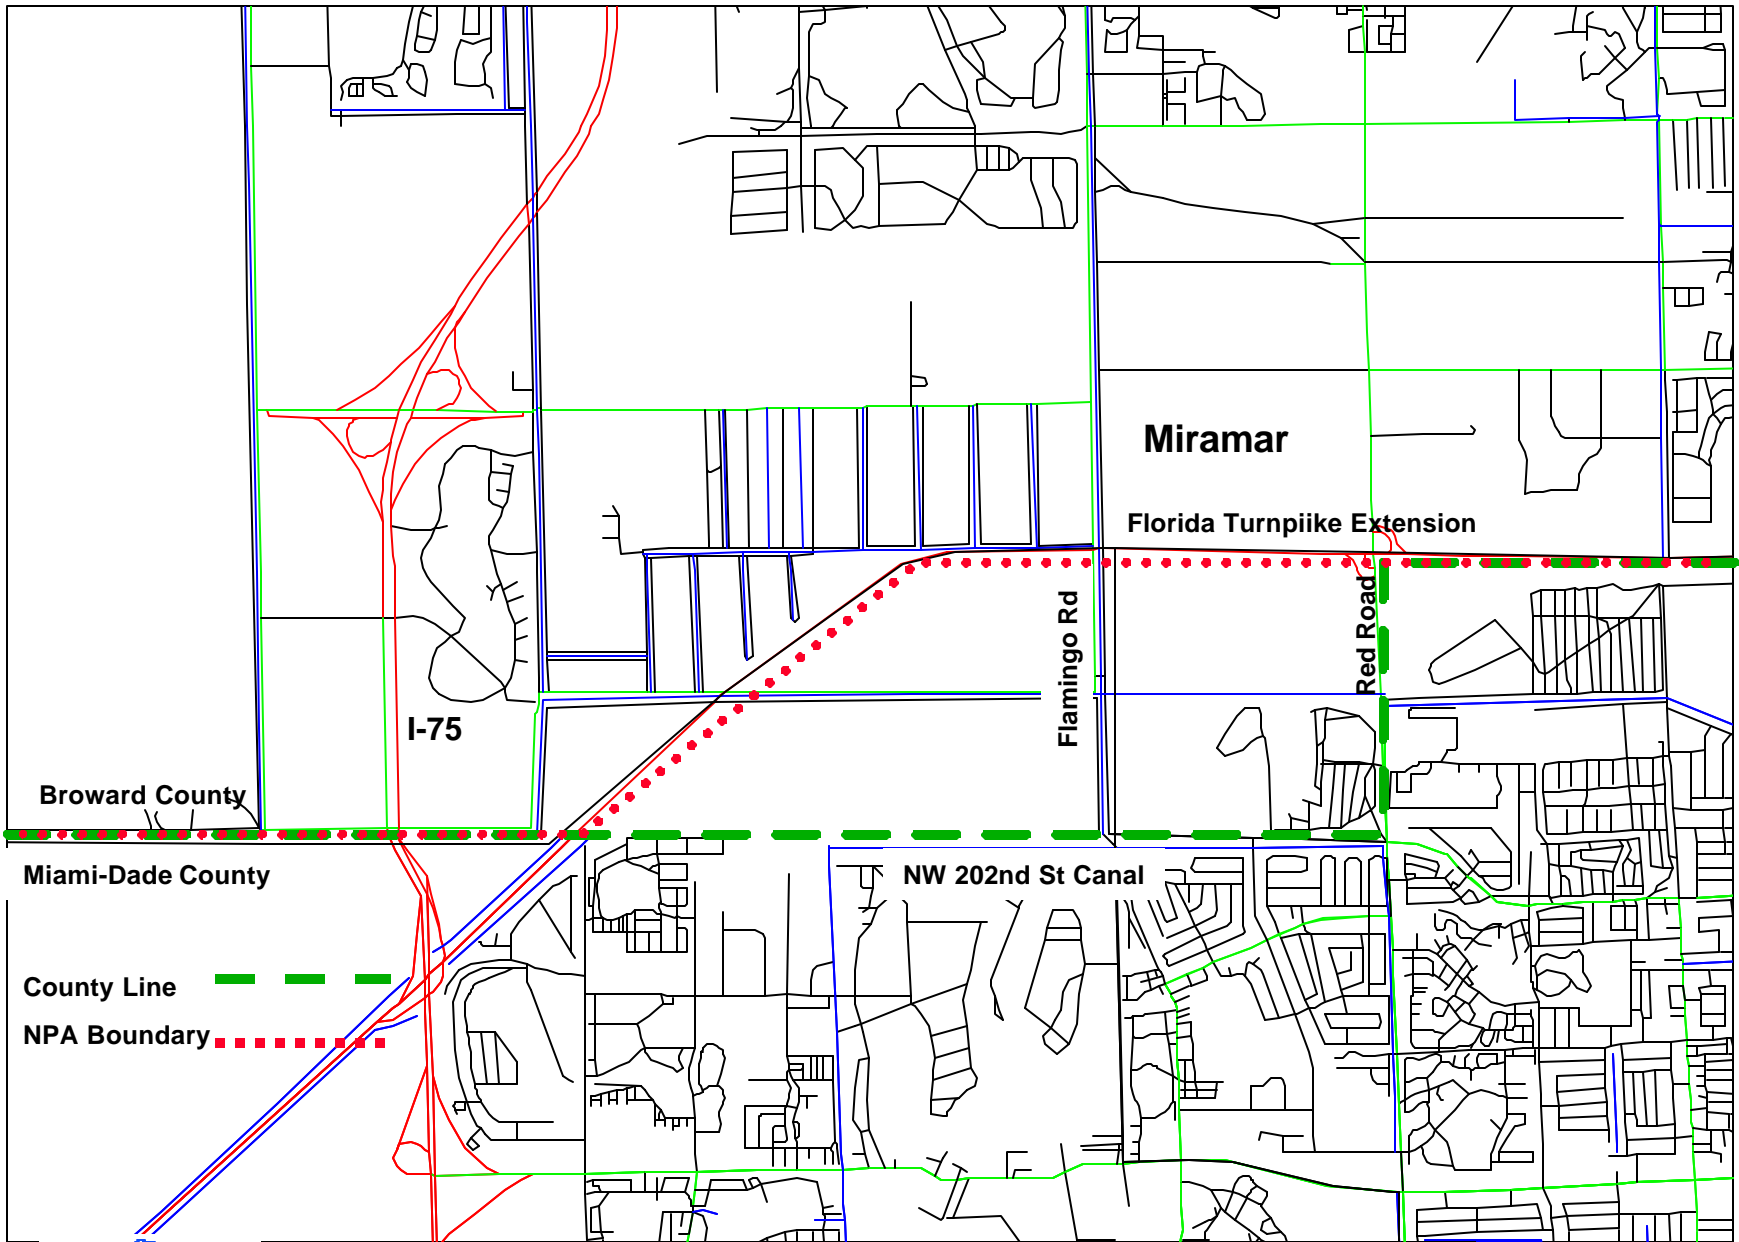 Miramar
Florida Turnpiike Extension
Flamingo Rd
Red Road
I-75
Broward County
Miami-Dade County
NW 202nd St Canal
County Line
NPA Boundary